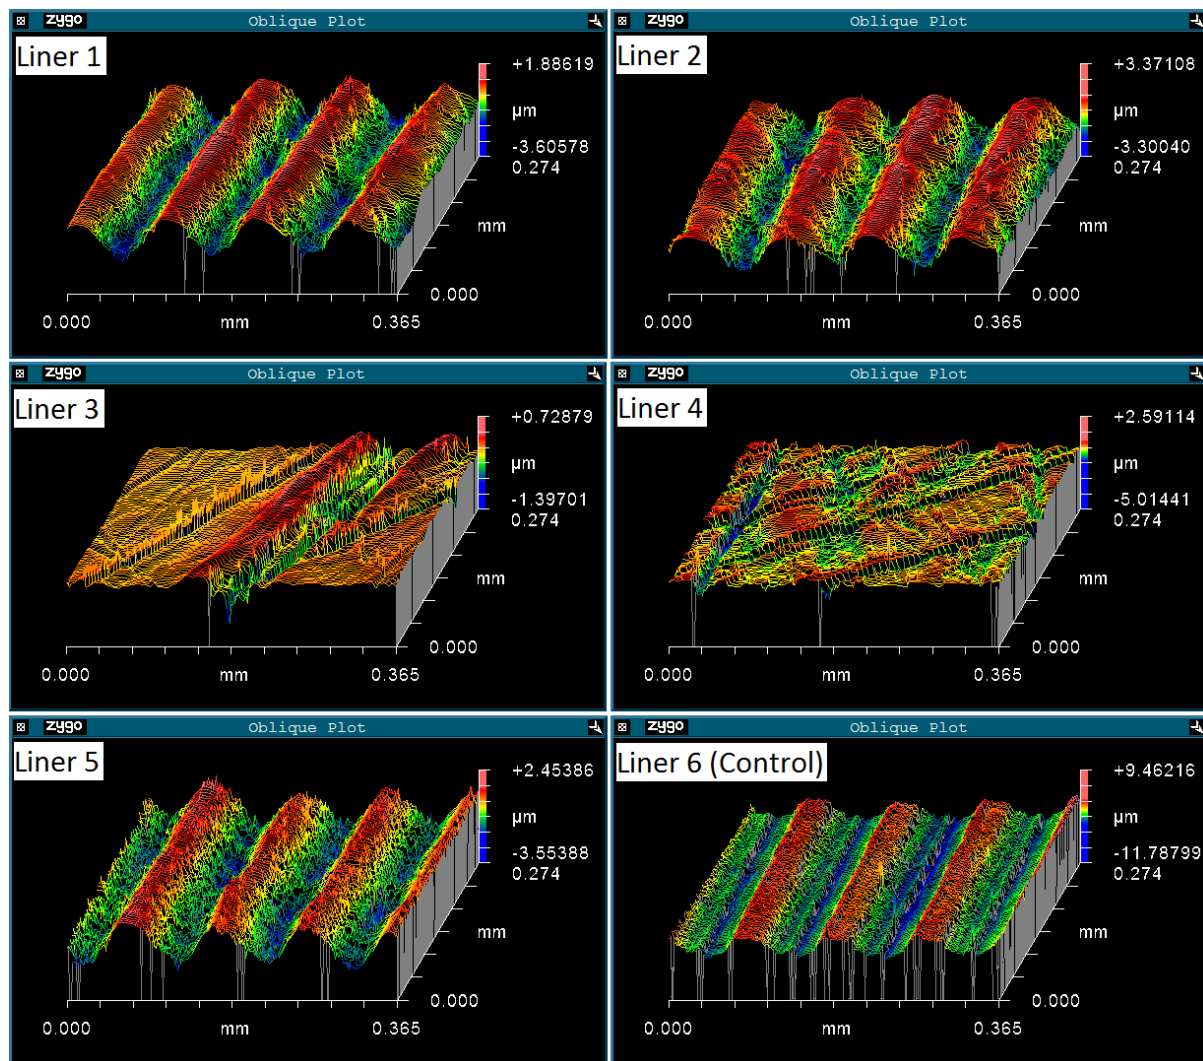 zygo Oblique Plot
Liner 1
+1.88619
µm
-3.60578
0.274
mm
0.000
0.000 mm 0.365
zygo Oblique Plot
Liner 2
+3.37108
µm
-3.30040
0.274
mm
0.000
0.000 mm 0.365
zygo Oblique Plot
Liner 3
+0.72879
µm
-1.39701
0.274
mm
0.000
0.000 mm 0.365
zygo Oblique Plot
Liner 4
+2.59114
µm
-5.01441
0.274
mm
0.000
0.000 mm 0.365
zygo Oblique Plot
Liner 5
+2.45386
µm
-3.55388
0.274
mm
0.000
0.000 mm 0.365
zygo Oblique Plot
Liner 6 (Control)
+9.46216
µm
-11.78799
0.274
mm
0.000
0.000 mm 0.365